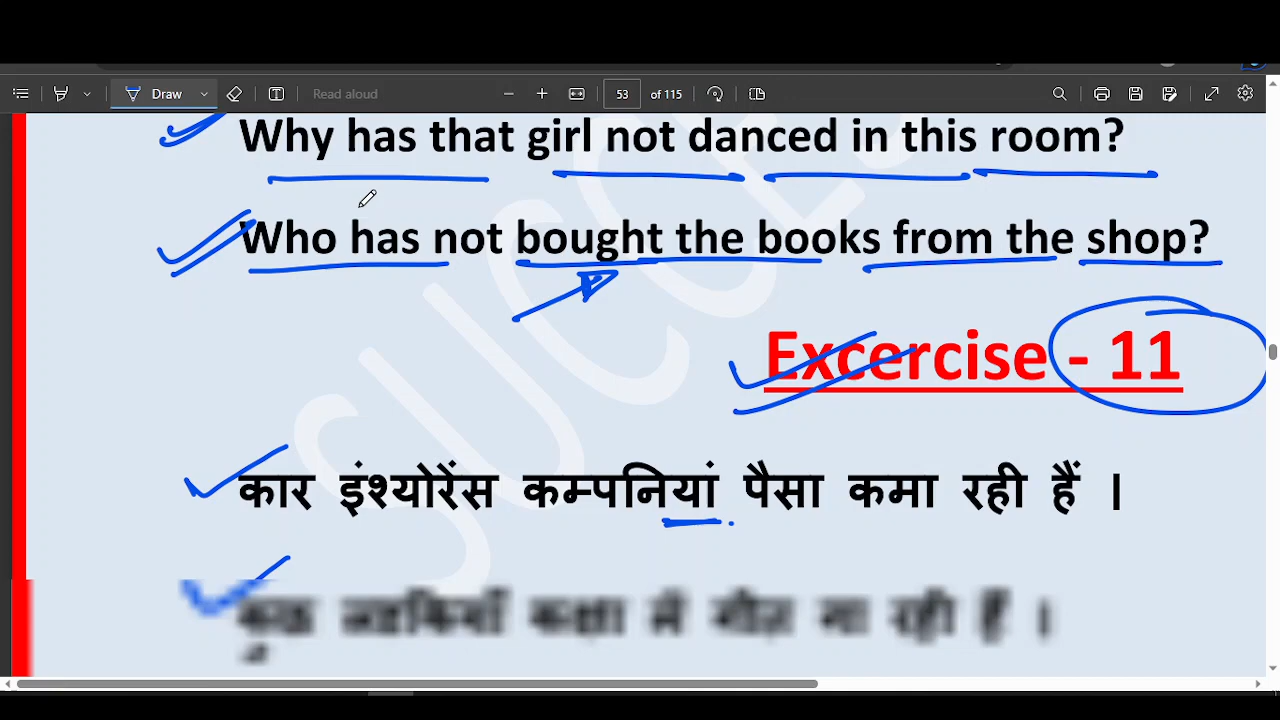 Draw
Read aloud
53 of 115
Why has that girl not danced in this room?
Who has not bought the books from the shop?
Excercise - 11
कार इंश्योरेंस कम्पनियां पैसा कमा रही हैं ।